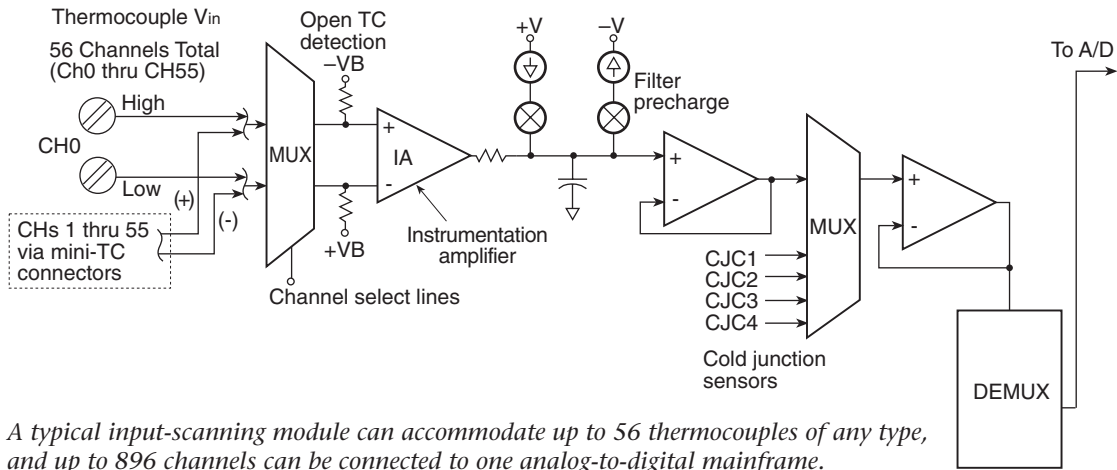 Thermocouple Vin
56 Channels Total
(Ch0 thru CH55)
High
CH0
Low
(+)
(-)
CHs 1 thru 55
via mini-TC
connectors
MUX
Channel select lines
Open TC
detection
–VB
+VB
+
IA
-
Instrumentation
amplifier
+V
–V
Filter
precharge
+
-
MUX
CJC1
CJC2
CJC3
CJC4
Cold junction
sensors
+
-
To A/D
DEMUX
A typical input-scanning module can accommodate up to 56 thermocouples of any type,
and up to 896 channels can be connected to one analog-to-digital mainframe.